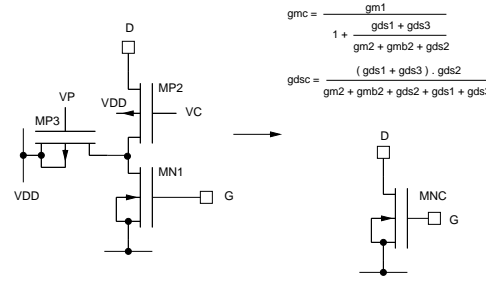 gmc = gm1
1 + gds1 + gds3
gm2 + gmb2 + gds2
gdsc = ( gds1 + gds3 ) . gds2
gm2 + gmb2 + gds2 + gds1 + gds3
D
MP2
VDD
VC
VP
MP3
VDD
MN1
G
D
MNC
G